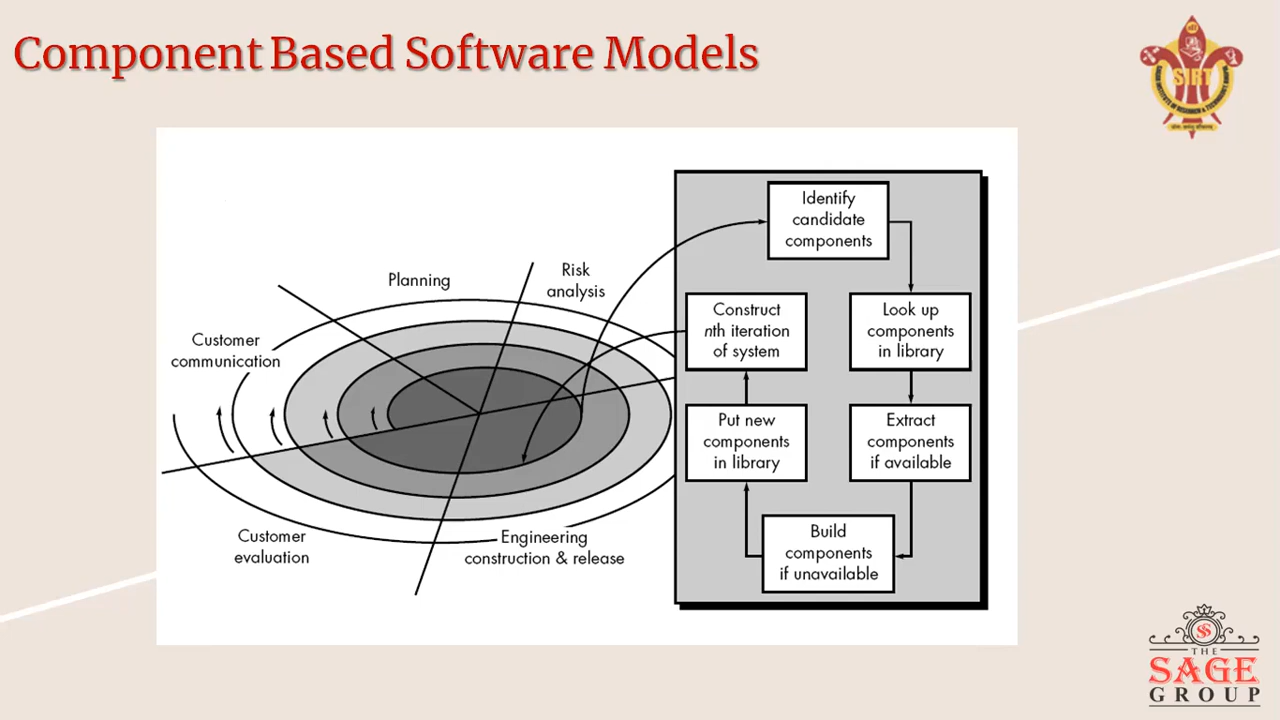 Component Based Software Models
SIRT
Planning
Risk
analysis
Customer
communication
Customer
evaluation
Engineering
construction & release
Identify
candidate
components
Look up
components
in library
Extract
components
if available
Build
components
if unavailable
Put new
components
in library
Construct
nth iteration
of system
THE
SAGE
GROUP